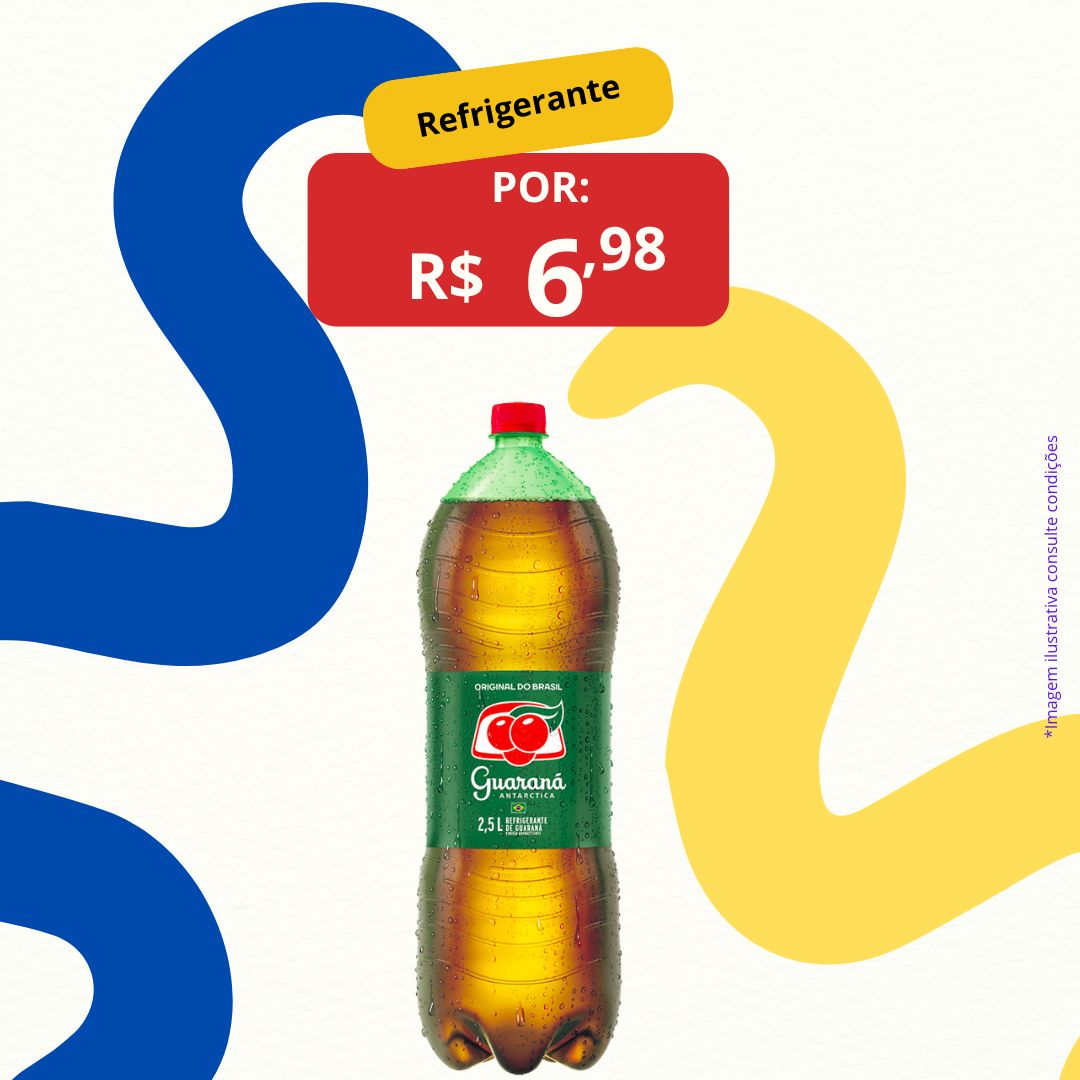 Refrigerante
POR:
R$ 6,98
ORIGINAL DO BRASIL
Guaraná
ANTARCTICA
2,5 L REFRIGERANTE
DE GUARANÁ
*Imagem ilustrativa consulte condições